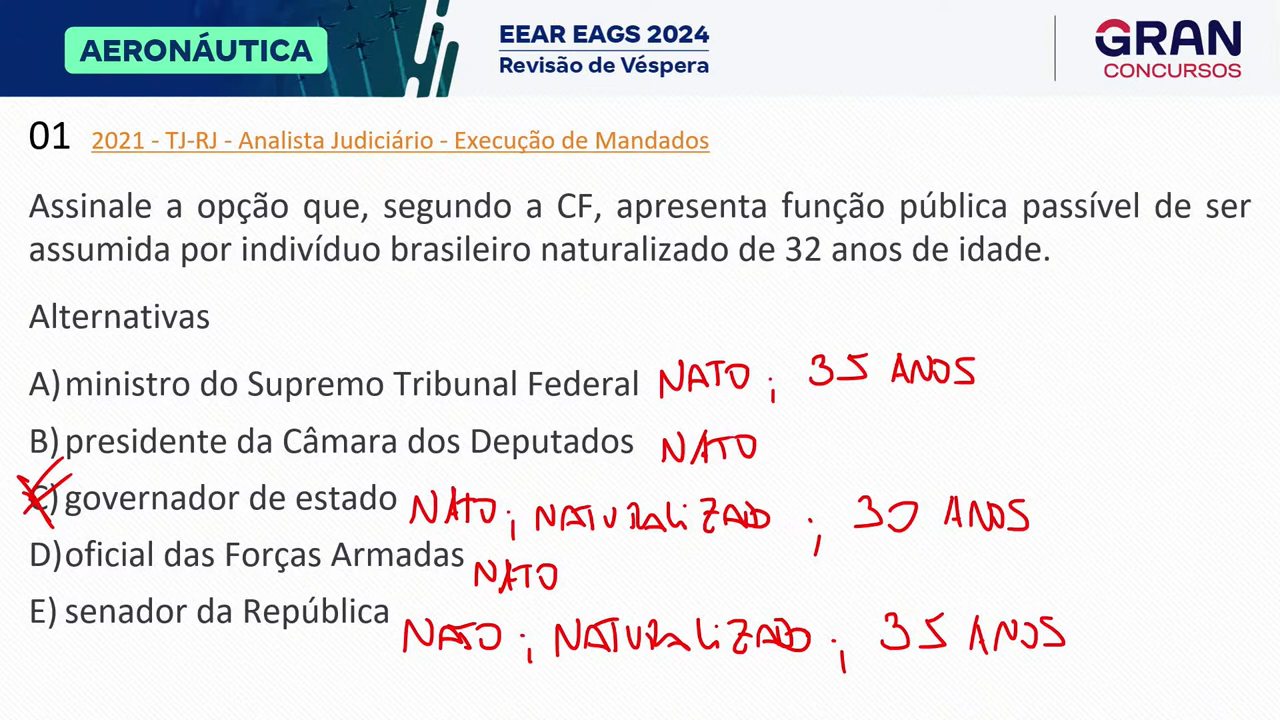 AERONÁUTICA
EEAR EAGS 2024
Revisão de Véspera
GRAN
CONCURSOS
01 2021 - TJ-RJ - Analista Judiciário - Execução de Mandados
Assinale a opção que, segundo a CF, apresenta função pública passível de ser
assumida por indivíduo brasileiro naturalizado de 32 anos de idade.
Alternativas
A) ministro do Supremo Tribunal Federal NATO ; 35 ANOS
B) presidente da Câmara dos Deputados NATO
C) governador de estado NATO ; NATURALIZADO ; 30 ANOS
D) oficial das Forças Armadas NATO
E) senador da República NATO ; NATURALIZADO ; 35 ANOS